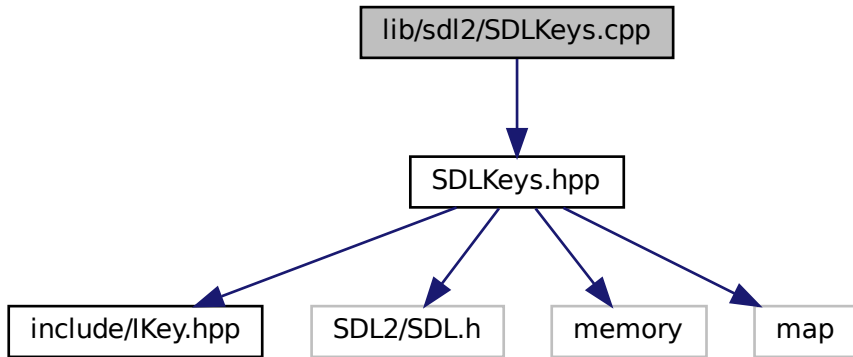 lib/sdl2/SDLKeys.cpp
SDLKeys.hpp
include/IKey.hpp
SDL2/SDL.h
memory
map